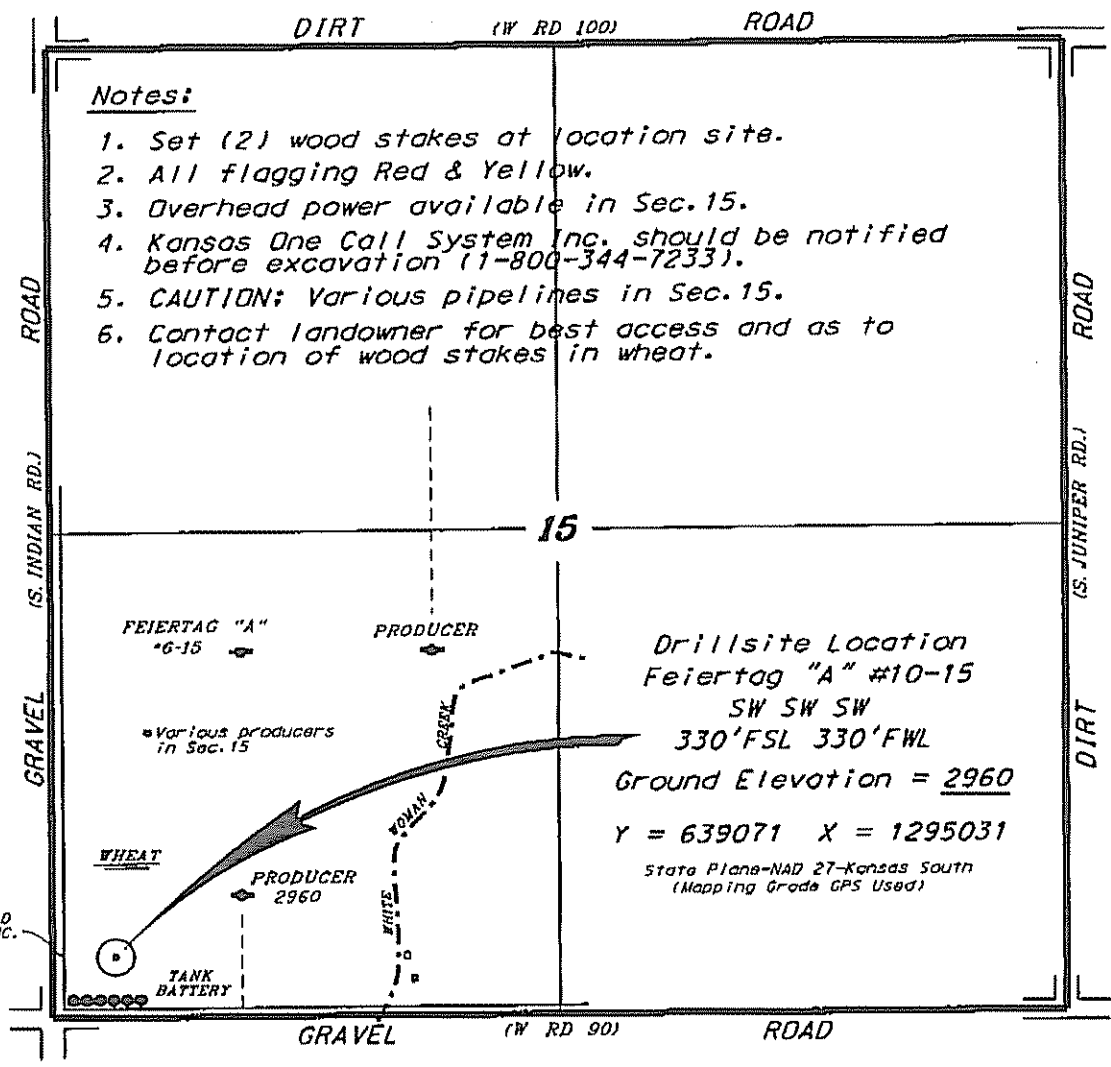 DIRT (W RD 100) ROAD
Notes:
1. Set (2) wood stakes at location site.
2. All flagging Red & Yellow.
3. Overhead power available in Sec.15.
4. Kansas One Call System Inc. should be notified
before excavation (1-800-344-7233).
5. CAUTION: Various pipelines in Sec.15.
6. Contact landowner for best access and as to
location of wood stakes in wheat.
ROAD
(S. INDIAN RD.)
GRAVEL
ROAD
(S. JUNIPER RD.)
DIRT
15
FEIERTAG "A"
#6-15
PRODUCER
*Various producers
in Sec.15
CREEK
WOMAN
WHITE
Drillsite Location
Feiertag "A" #10-15
SW SW SW
330'FSL 330'FWL
Ground Elevation = 2960
Y = 639071 X = 1295031
State Plane-NAD 27-Kansas South
(Mapping Grade GPS Used)
WHEAT
PRODUCER
2960
TANK
BATTERY
GRAVEL (W RD 90) ROAD